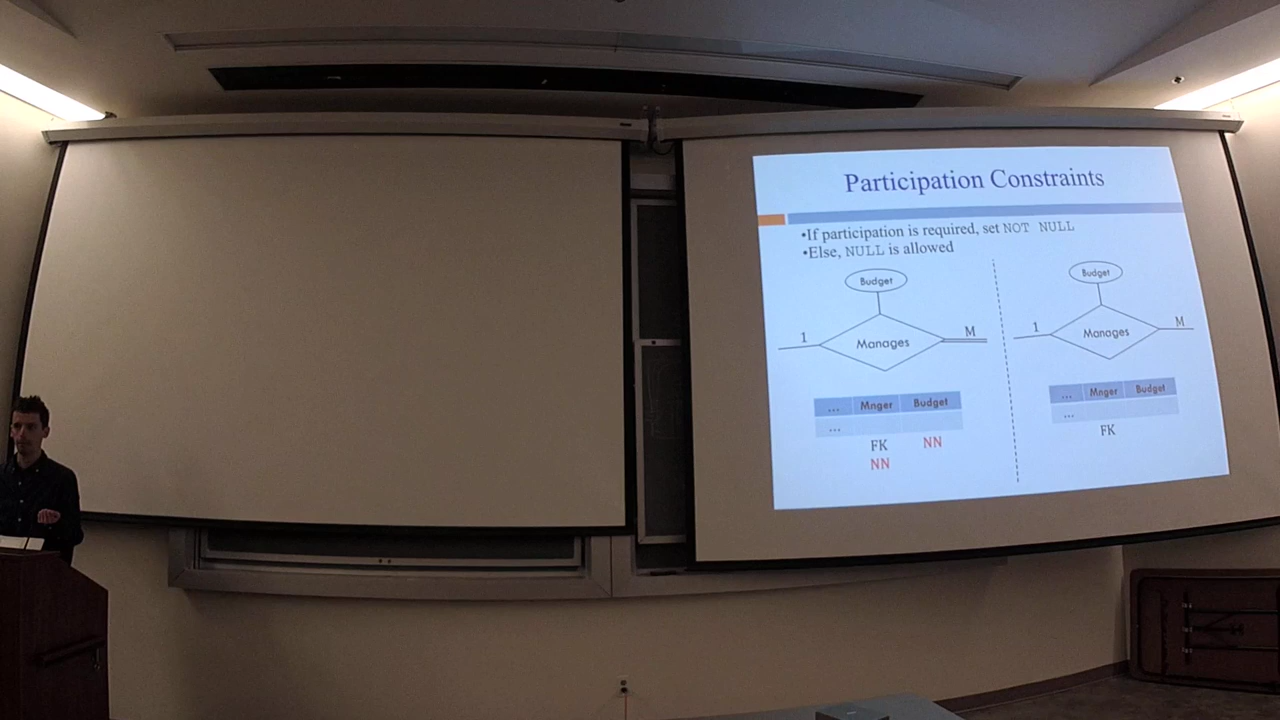 Participation Constraints
•If participation is required, set NOT NULL
•Else, NULL is allowed
Budget
1
Manages
M
... Mnger Budget
...
FK NN
NN
Budget
1
Manages
M
... Mnger Budget
...
FK